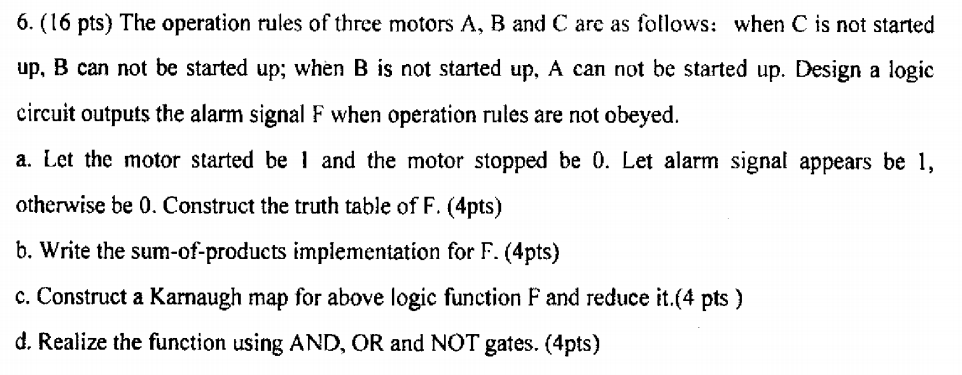 6. (16 pts) The operation rules of three motors A, B and C are as follows: when C is not started
up, B can not be started up; when B is not started up, A can not be started up. Design a logic
circuit outputs the alarm signal F when operation rules are not obeyed.
a. Let the motor started be 1 and the motor stopped be 0. Let alarm signal appears be 1,
otherwise be 0. Construct the truth table of F. (4pts)
b. Write the sum-of-products implementation for F. (4pts)
c. Construct a Karnaugh map for above logic function F and reduce it.(4 pts )
d. Realize the function using AND, OR and NOT gates. (4pts)